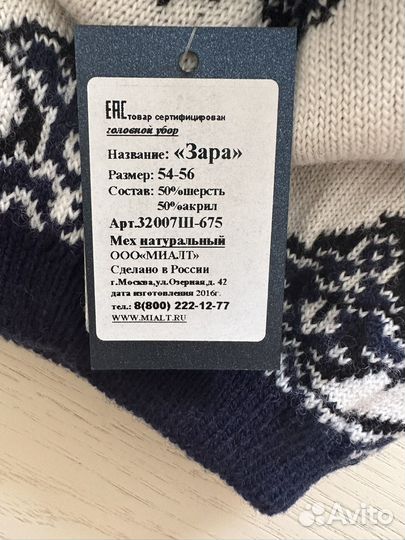 ЕАС товар сертифицирован
головной убор
Название: «Зара»
Размер: 54-56
Состав: 50%шерсть
50%акрил
Арт.32007Ш-675
Мех натуральный
ООО«МИАЛТ»
Сделано в России
г.Москва,ул.Озерная,д. 42
дата изготовления 2016г.
тел.: 8(800) 222-12-77
WWW.MIALT.RU
Avito